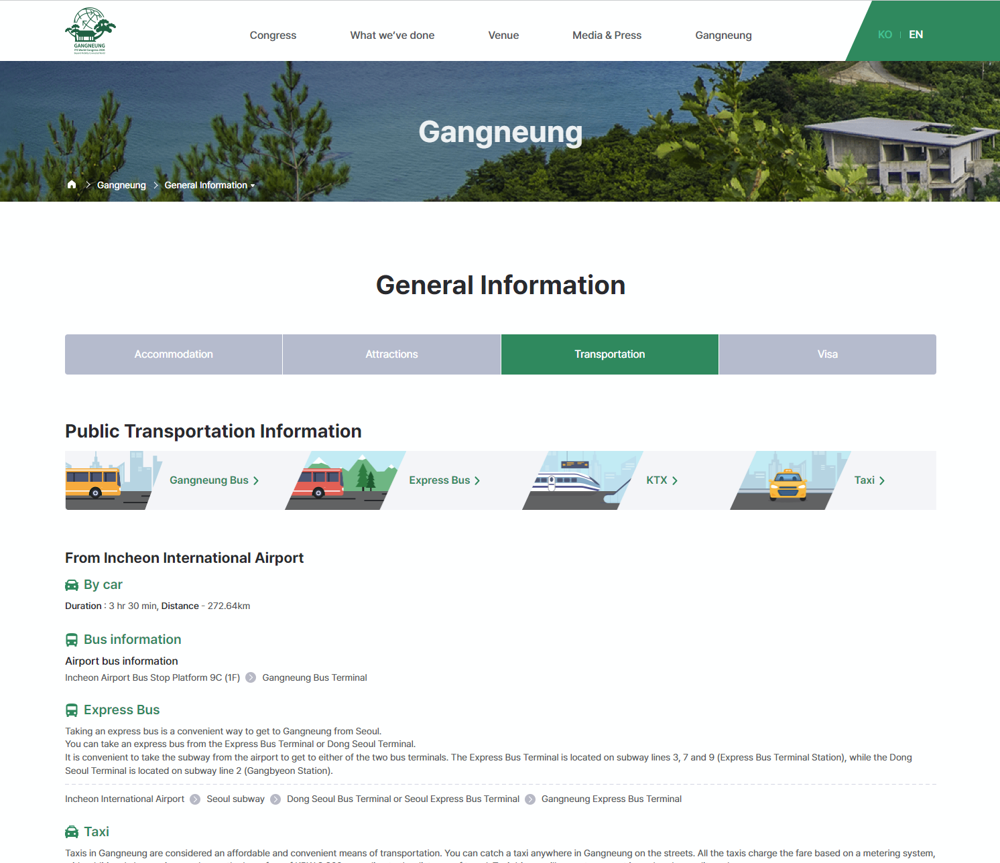 GANGNEUNG
ITS World Congress 2026
Beyond Mobility Connected World
Congress
What we've done
Venue
Media & Press
Gangneung
KO
EN
Gangneung
Gangneung
General Information
General Information
Accommodation
Attractions
Transportation
Visa
Public Transportation Information
Gangneung Bus
Express Bus
KTX
Taxi
From Incheon International Airport
By car
Duration : 3 hr 30 min, Distance - 272.64km
Bus information
Airport bus information
Incheon Airport Bus Stop Platform 9C (1F) Gangneung Bus Terminal
Express Bus
Taking an express bus is a convenient way to get to Gangneung from Seoul.
You can take an express bus from the Express Bus Terminal or Dong Seoul Terminal.
It is convenient to take the subway from the airport to get to either of the two bus terminals. The Express Bus Terminal is located on subway lines 3, 7 and 9 (Express Bus Terminal Station), while the Dong
Seoul Terminal is located on subway line 2 (Gangbyeon Station).
Incheon International Airport Seoul subway Dong Seoul Bus Terminal or Seoul Express Bus Terminal Gangneung Express Bus Terminal
Taxi
Taxis in Gangneung are considered an affordable and convenient means of transportation. You can catch a taxi anywhere in Gangneung on the streets. All the taxis charge the fare based on a metering system,